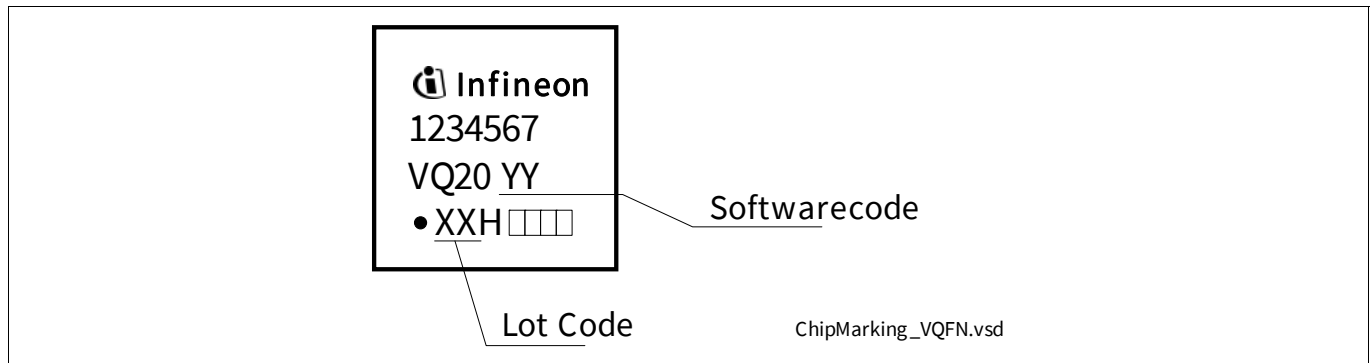 Infineon
1234567
VQ20 YY
Softwarecode
•XXH
Lot Code
ChipMarking_VQFN.vsd